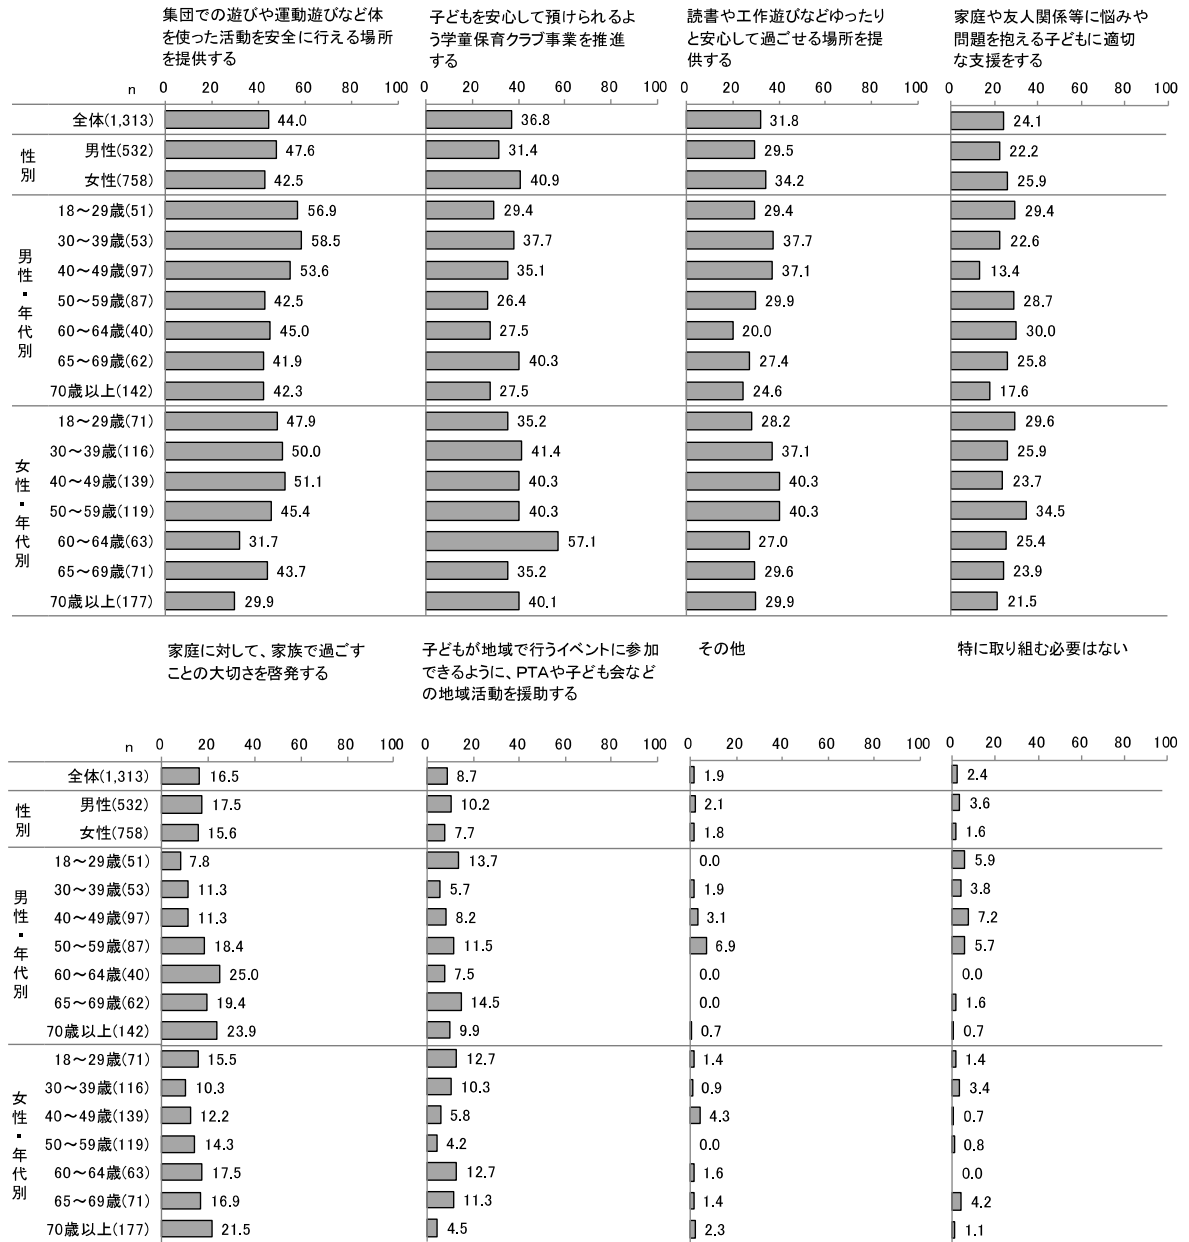 集団での遊びや運動遊びなど体
を使った活動を安全に行える場所
を提供する
子どもを安心して預けられるよ
う学童保育クラブ事業を推進
する
読書や工作遊びなどゆったり
と安心して過ごせる場所を提
供する
家庭や友人関係等に悩みや
問題を抱える子どもに適切
な支援をする
n 0 20 40 60 80 100 0 20 40 60 80 100 0 20 40 60 80 100 0 20 40 60 80 100
全体(1,313) 44.0 36.8 31.8 24.1
性別
男性(532) 47.6 31.4 29.5 22.2
女性(758) 42.5 40.9 34.2 25.9
男性・年代別
18～29歳(51) 56.9 29.4 29.4 29.4
30～39歳(53) 58.5 37.7 37.7 22.6
40～49歳(97) 53.6 35.1 37.1 13.4
50～59歳(87) 42.5 26.4 29.9 28.7
60～64歳(40) 45.0 27.5 20.0 30.0
65～69歳(62) 41.9 40.3 27.4 25.8
70歳以上(142) 42.3 27.5 24.6 17.6
女性・年代別
18～29歳(71) 47.9 35.2 28.2 29.6
30～39歳(116) 50.0 41.4 37.1 25.9
40～49歳(139) 51.1 40.3 40.3 23.7
50～59歳(119) 45.4 40.3 40.3 34.5
60～64歳(63) 31.7 57.1 27.0 25.4
65～69歳(71) 43.7 35.2 29.6 23.9
70歳以上(177) 29.9 40.1 29.9 21.5
家庭に対して、家族で過ごす
ことの大切さを啓発する
子どもが地域で行うイベントに参加
できるように、PTAや子ども会など
の地域活動を援助する
その他
特に取り組む必要はない
n 0 20 40 60 80 100 0 20 40 60 80 100 0 20 40 60 80 100 0 20 40 60 80 100
全体(1,313) 16.5 8.7 1.9 2.4
性別
男性(532) 17.5 10.2 2.1 3.6
女性(758) 15.6 7.7 1.8 1.6
男性・年代別
18～29歳(51) 7.8 13.7 0.0 5.9
30～39歳(53) 11.3 5.7 1.9 3.8
40～49歳(97) 11.3 8.2 3.1 7.2
50～59歳(87) 18.4 11.5 6.9 5.7
60～64歳(40) 25.0 7.5 0.0 0.0
65～69歳(62) 19.4 14.5 0.0 1.6
70歳以上(142) 23.9 9.9 0.7 0.7
女性・年代別
18～29歳(71) 15.5 12.7 1.4 1.4
30～39歳(116) 10.3 10.3 0.9 3.4
40～49歳(139) 12.2 5.8 4.3 0.7
50～59歳(119) 14.3 4.2 0.0 0.8
60～64歳(63) 17.5 12.7 1.6 0.0
65～69歳(71) 16.9 11.3 1.4 4.2
70歳以上(177) 21.5 4.5 2.3 1.1